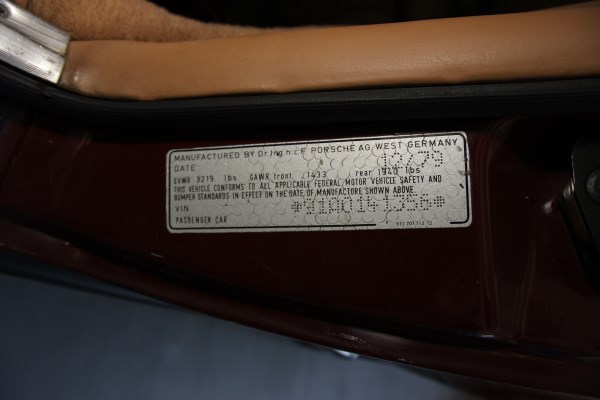 MANUFACTURED BY Dr.Ing.h.c.F. PORSCHE AG WEST GERMANY
DATE 12/79
GVWR 3219 lbs GAWR front 1433 rear 1940 lbs
THIS VEHICLE CONFORMS TO ALL APPLICABLE FEDERAL MOTOR VEHICLE SAFETY AND
BUMPER STANDARDS IN EFFECT ON THE DATE OF MANUFACTURE SHOWN ABOVE
VIN *91A0141356*
PASSENGER CAR